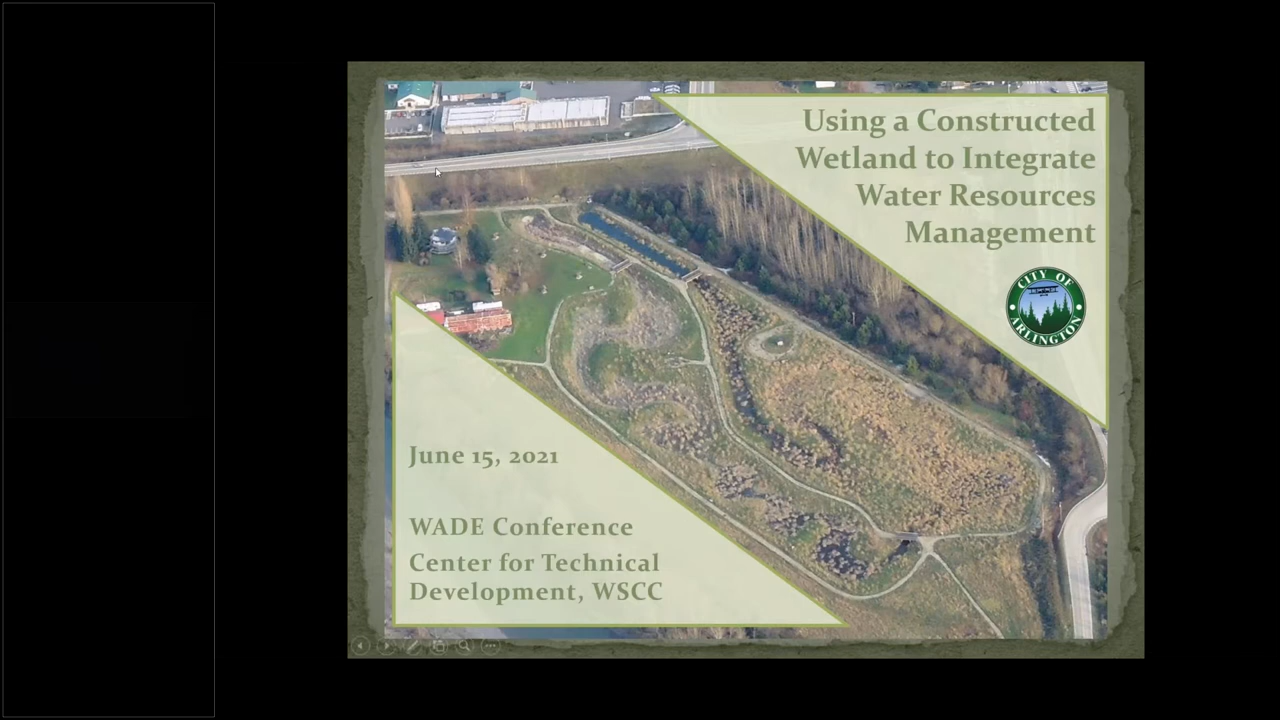 Using a Constructed
Wetland to Integrate
Water Resources
Management
CITY OF
ARLINGTON
June 15, 2021
WADE Conference
Center for Technical
Development, WSCC